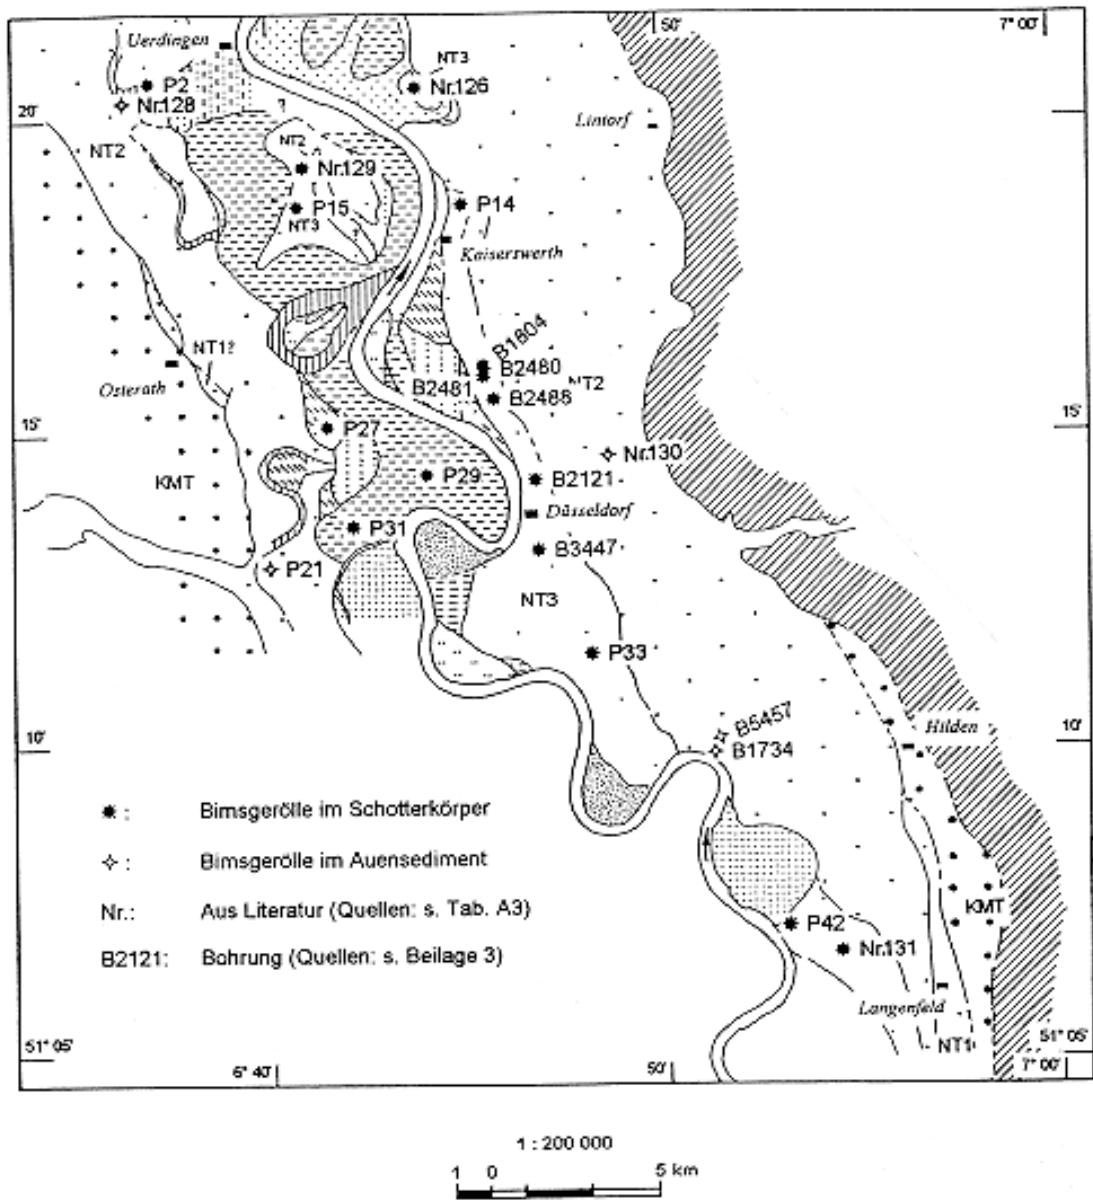 50'
7° 00'
Uerdingen
NT3
P2
Nr.126
Nr.128
?
20'
Lintorf
NT2
NT2
Nr.129
P15
P14
NT3
?
Kaiserswerth
B1804
NT1?
B2480
B2481
NT2
Osterath
B2488
15'
P27
15'
Nr.130
KMT
P29
B2121
Düsseldorf
P31
B3447
P21
NT3
P33
B5457
Hilden
10'
B1734
10'
✸ : Bimsgerölle im Schotterkörper
✧ : Bimsgerölle im Auensediment
Nr.: Aus Literatur (Quellen: s. Tab. A3)
KMT
P42
Nr.131
B2121: Bohrung (Quellen: s. Beilage 3)
Langenfeld
51° 05'
NT1
51° 05'
6° 40'
50'
7° 00'
1 : 200 000
1 0 5 km